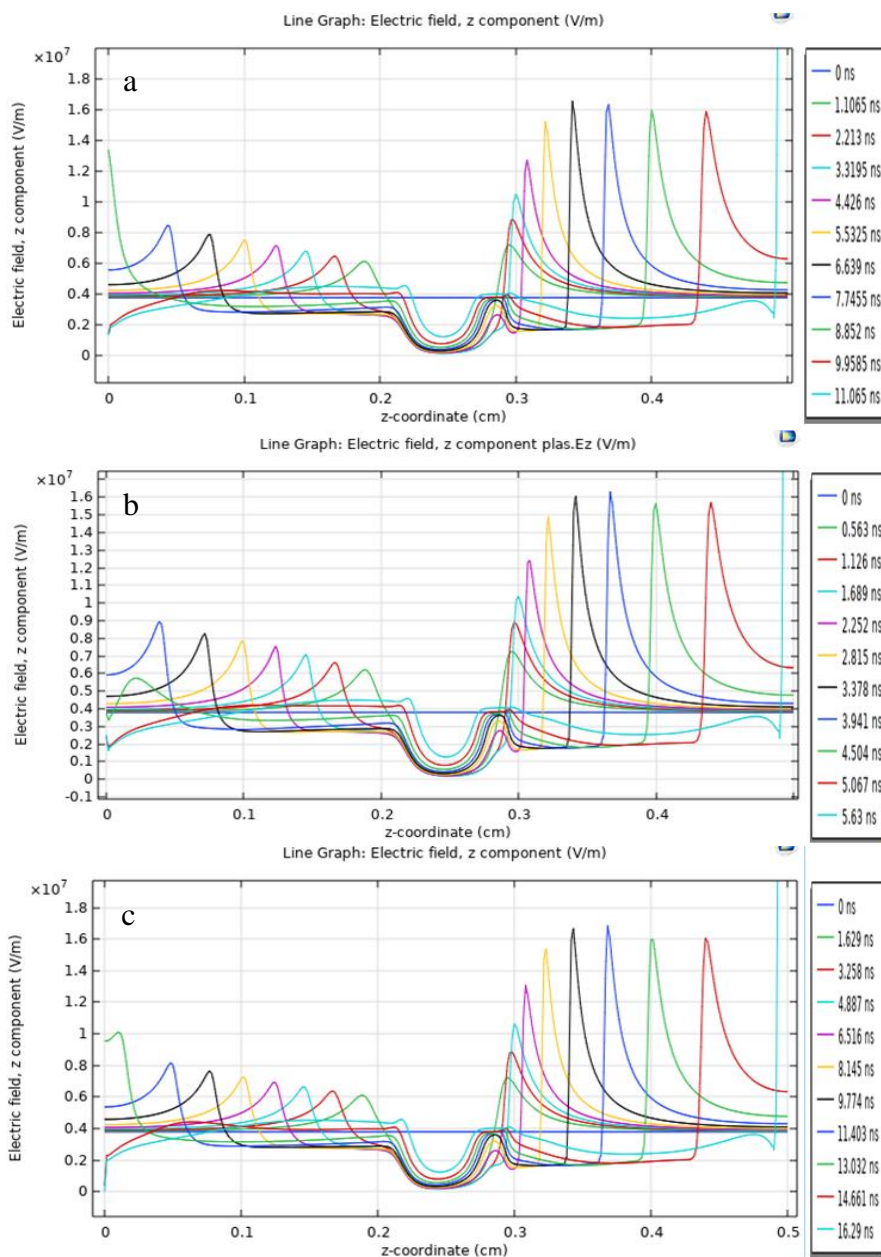 Line Graph: Electric field, z component (V/m)
×10⁷
a
1.8
1.6
1.4
1.2
1
0.8
0.6
0.4
0.2
0
Electric field, z component (V/m)
0 0.1 0.2 0.3 0.4
z-coordinate (cm)
0 ns
1.1065 ns
2.213 ns
3.3195 ns
4.426 ns
5.5325 ns
6.639 ns
7.7455 ns
8.852 ns
9.9585 ns
11.065 ns
Line Graph: Electric field, z component plas.Ez (V/m)
×10⁷
b
1.6
1.5
1.4
1.3
1.2
1.1
1
0.9
0.8
0.7
0.6
0.5
0.4
0.3
0.2
0.1
0
-0.1
Electric field, z component (V/m)
0 0.1 0.2 0.3 0.4
z-coordinate (cm)
0 ns
0.563 ns
1.126 ns
1.689 ns
2.252 ns
2.815 ns
3.378 ns
3.941 ns
4.504 ns
5.067 ns
5.63 ns
Line Graph: Electric field, z component (V/m)
×10⁷
c
1.8
1.6
1.4
1.2
1
0.8
0.6
0.4
0.2
0
Electric field, z component (V/m)
0 0.1 0.2 0.3 0.4 0.5
z-coordinate (cm)
0 ns
1.629 ns
3.258 ns
4.887 ns
6.516 ns
8.145 ns
9.774 ns
11.403 ns
13.032 ns
14.661 ns
16.29 ns